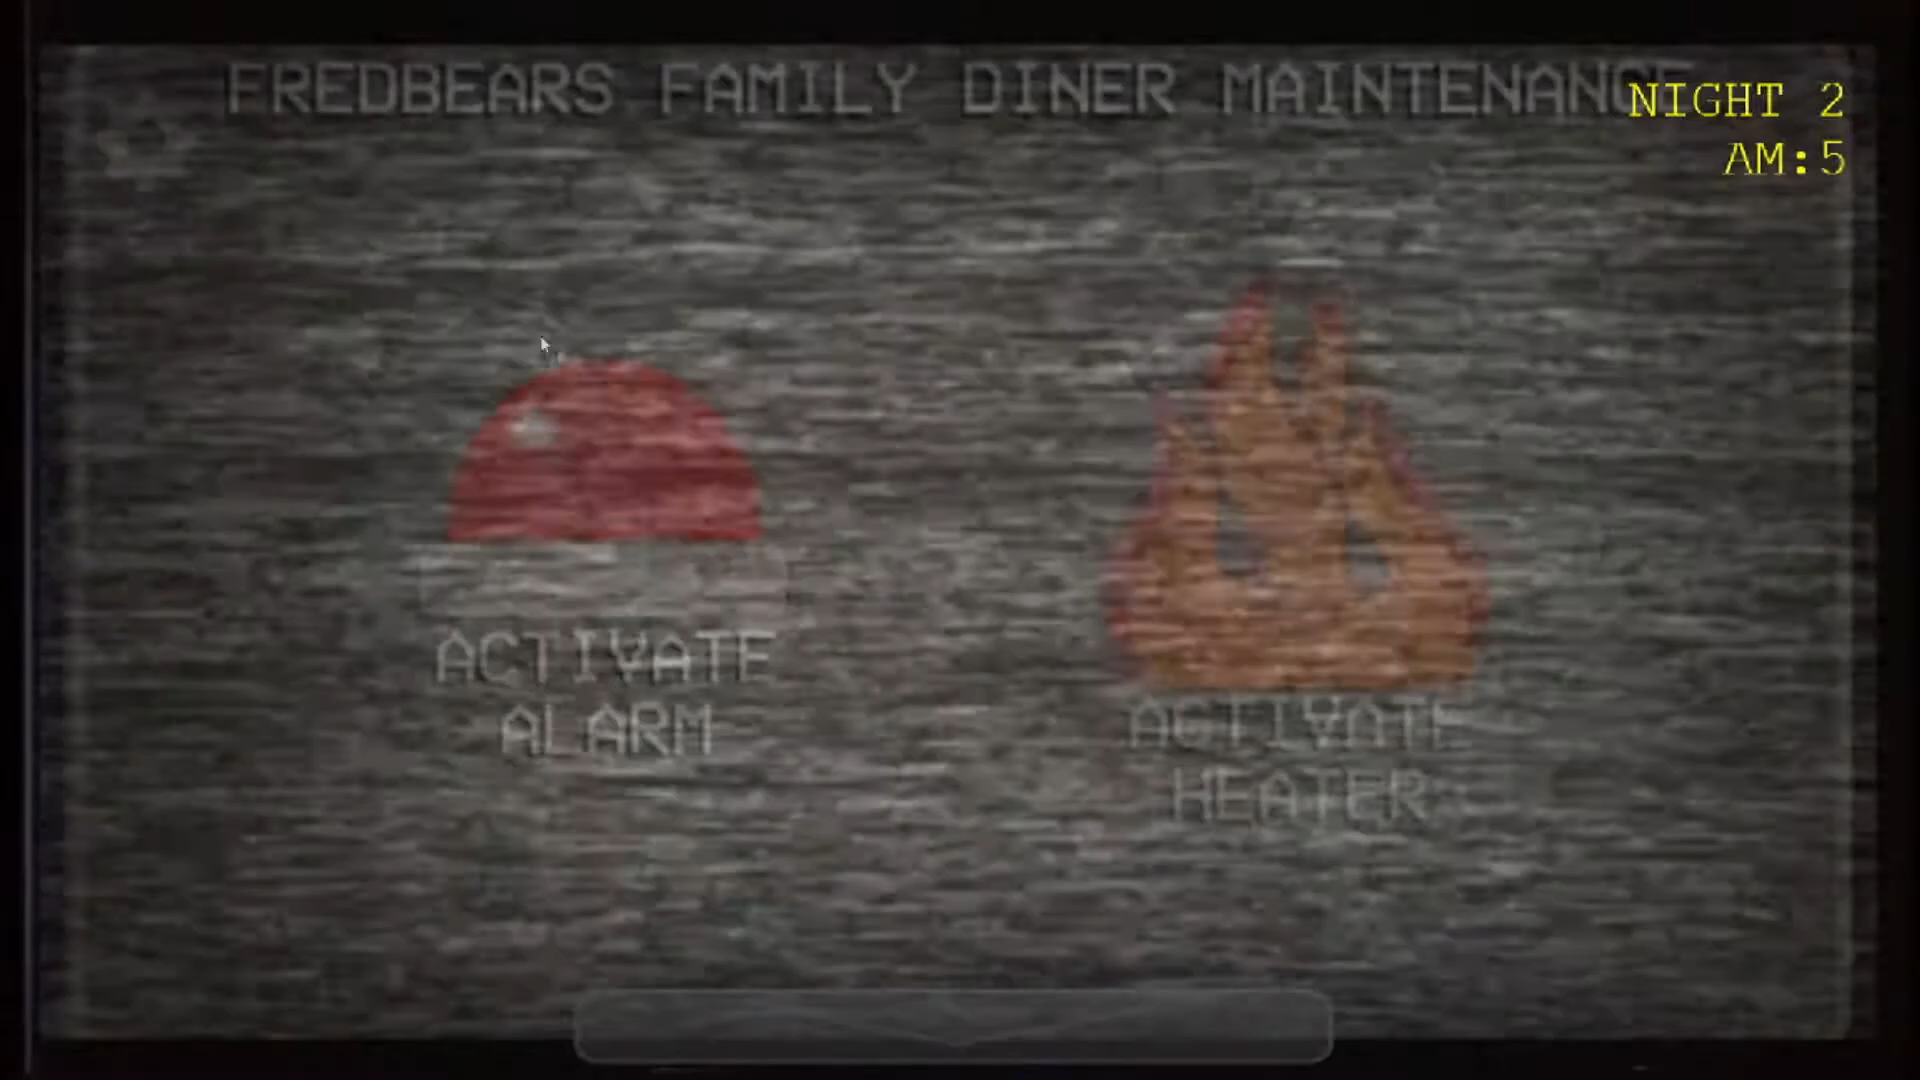 FREDBEARS FAMILY DINER MAINTENANCE
NIGHT 2
AM:5
ACTIVATE
ALARM
ACTIVATE
HEATER